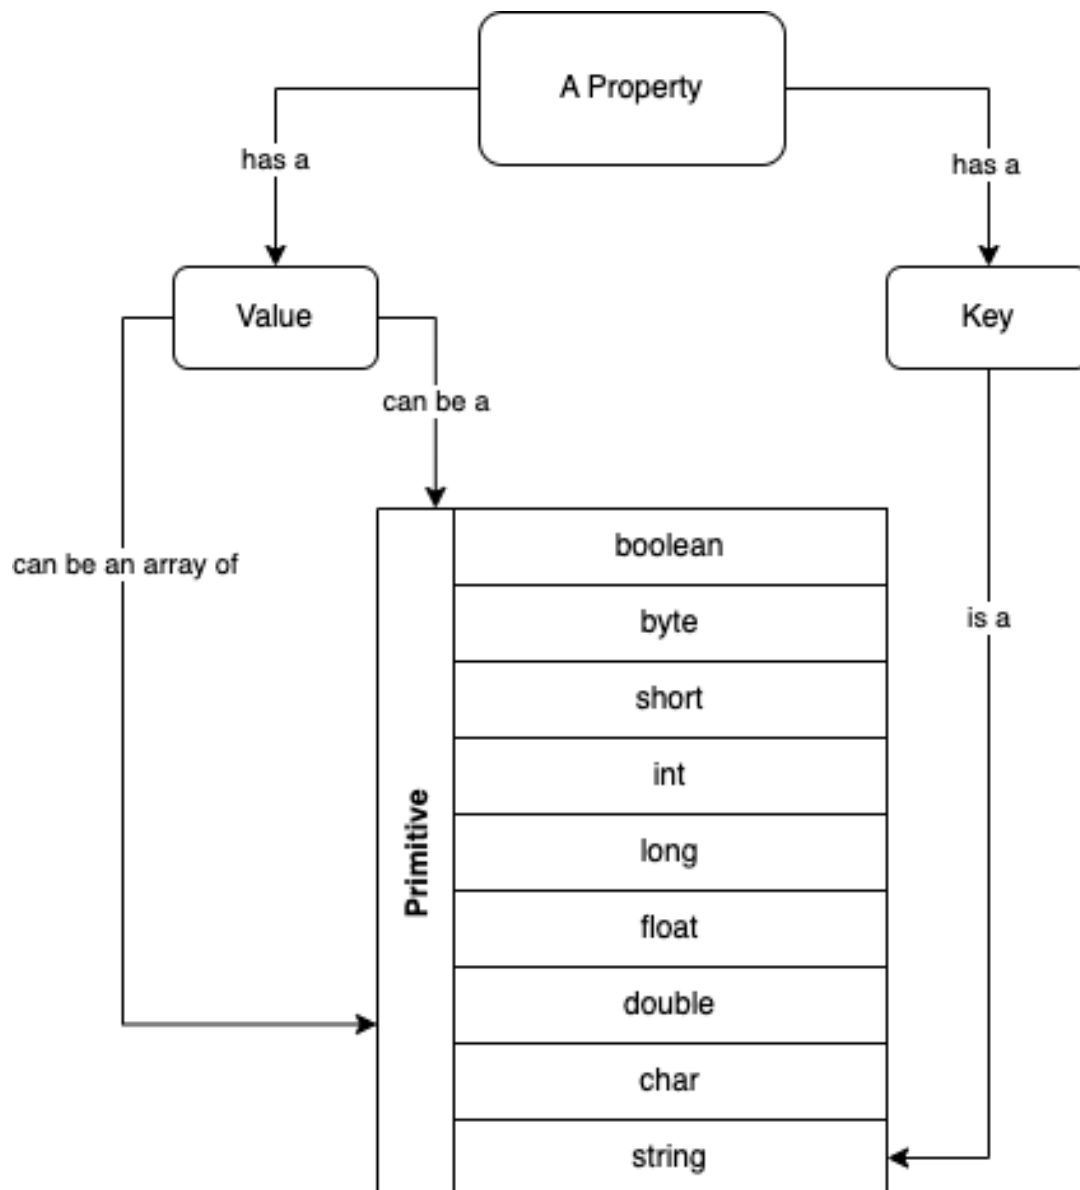 A Property
has a
has a
Value
Key
can be a
can be an array of
is a
Primitive
boolean
byte
short
int
long
float
double
char
string